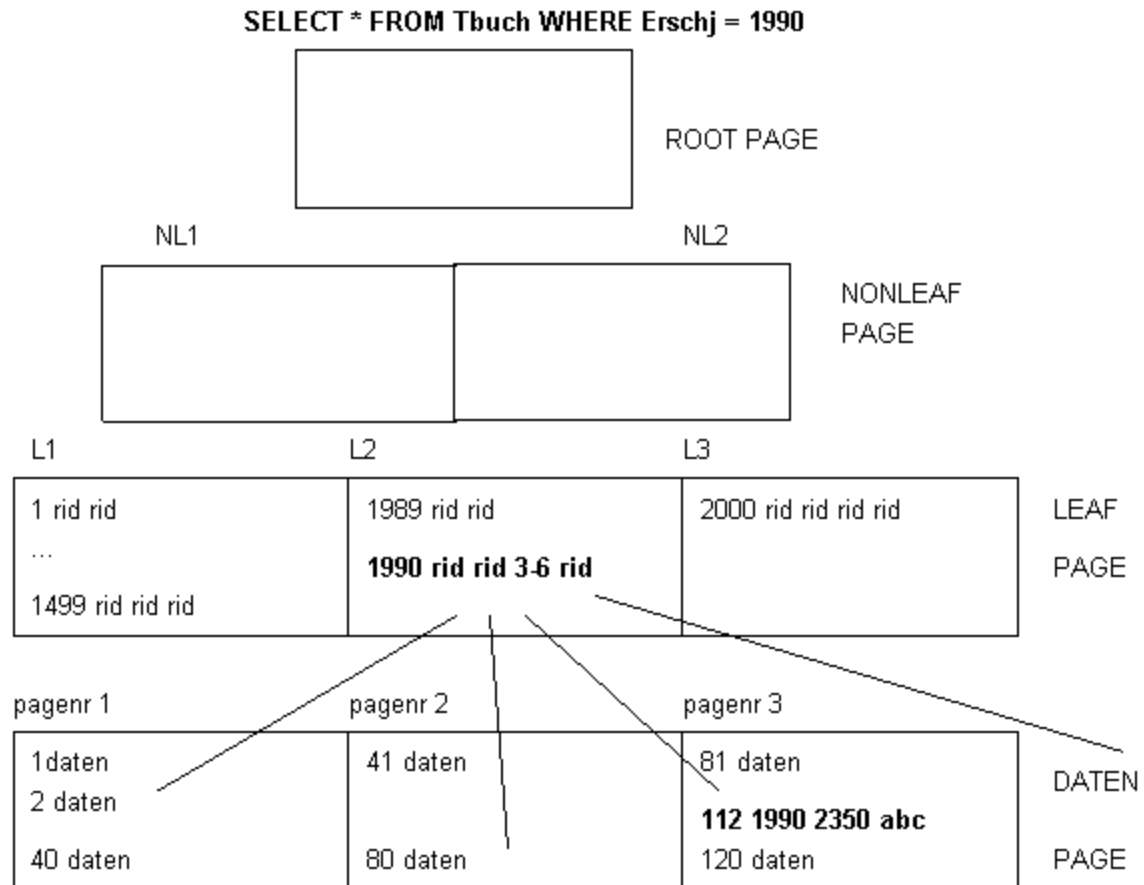 SELECT * FROM Tbuch WHERE Erschj = 1990
ROOT PAGE
NL1 NL2
NONLEAF
PAGE
L1 L2 L3
1 rid rid 1989 rid rid 2000 rid rid rid rid LEAF
...
1990 rid rid 3-6 rid PAGE
1499 rid rid rid
pagenr 1 pagenr 2 pagenr 3
1daten 41 daten 81 daten DATEN
2 daten
112 1990 2350 abc
40 daten 80 daten 120 daten PAGE